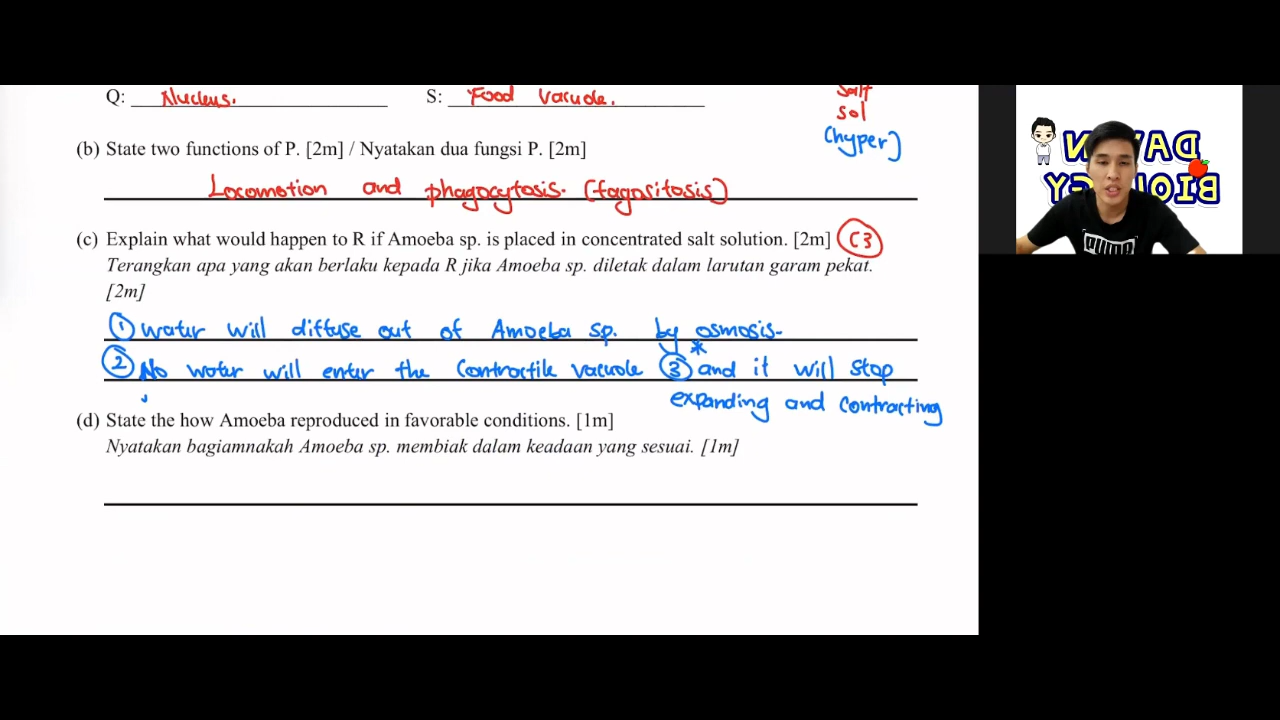 Q: Nucleus. S: Food Vacuole.
salt
sol
(hyper)
(b) State two functions of P. [2m] / Nyatakan dua fungsi P. [2m]
Locomotion and phagocytosis. (fagositosis)
(c) Explain what would happen to R if Amoeba sp. is placed in concentrated salt solution. [2m] C3
Terangkan apa yang akan berlaku kepada R jika Amoeba sp. diletak dalam larutan garam pekat.
[2m]
① water will diffuse out of Amoeba sp. by osmosis.
② No water will enter the contractile vacuole ③ and it will stop
expanding and contracting
(d) State the how Amoeba reproduced in favorable conditions. [1m]
Nyatakan bagiamnakah Amoeba sp. membiak dalam keadaan yang sesuai. [1m]